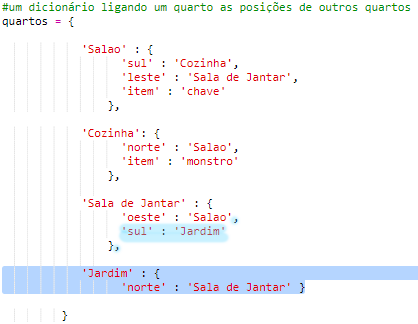 #um dicionário ligando um quarto as posições de outros quartos
quartos = {
'Salao' : {
'sul' : 'Cozinha',
'leste' : 'Sala de Jantar',
'item' : 'chave'
},
'Cozinha': {
'norte' : 'Salao',
'item' : 'monstro'
},
'Sala de Jantar' : {
'oeste' : 'Salao',
'sul' : 'Jardim'
},
'Jardim' : {
'norte' : 'Sala de Jantar' }
}